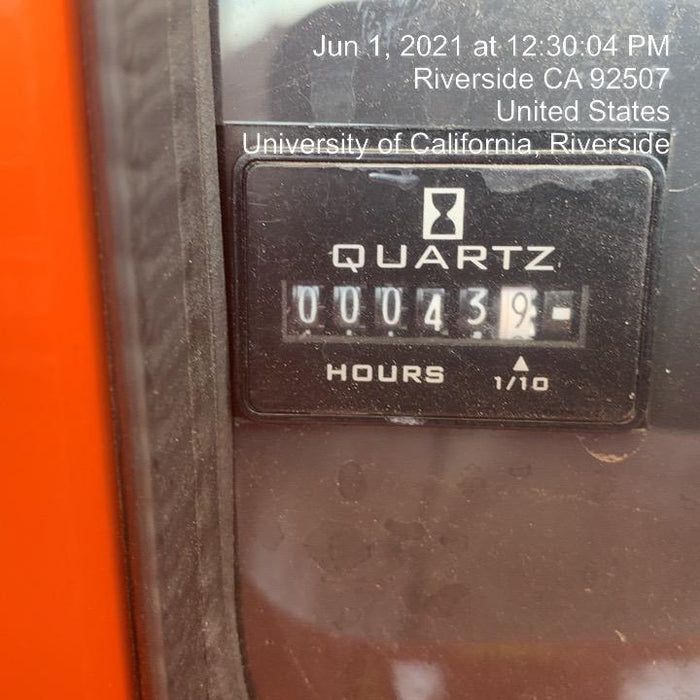 Jun 1, 2021 at 12:30:04 PM
Riverside CA 92507
United States
University of California, Riverside
QUARTZ
000439
HOURS 1/10